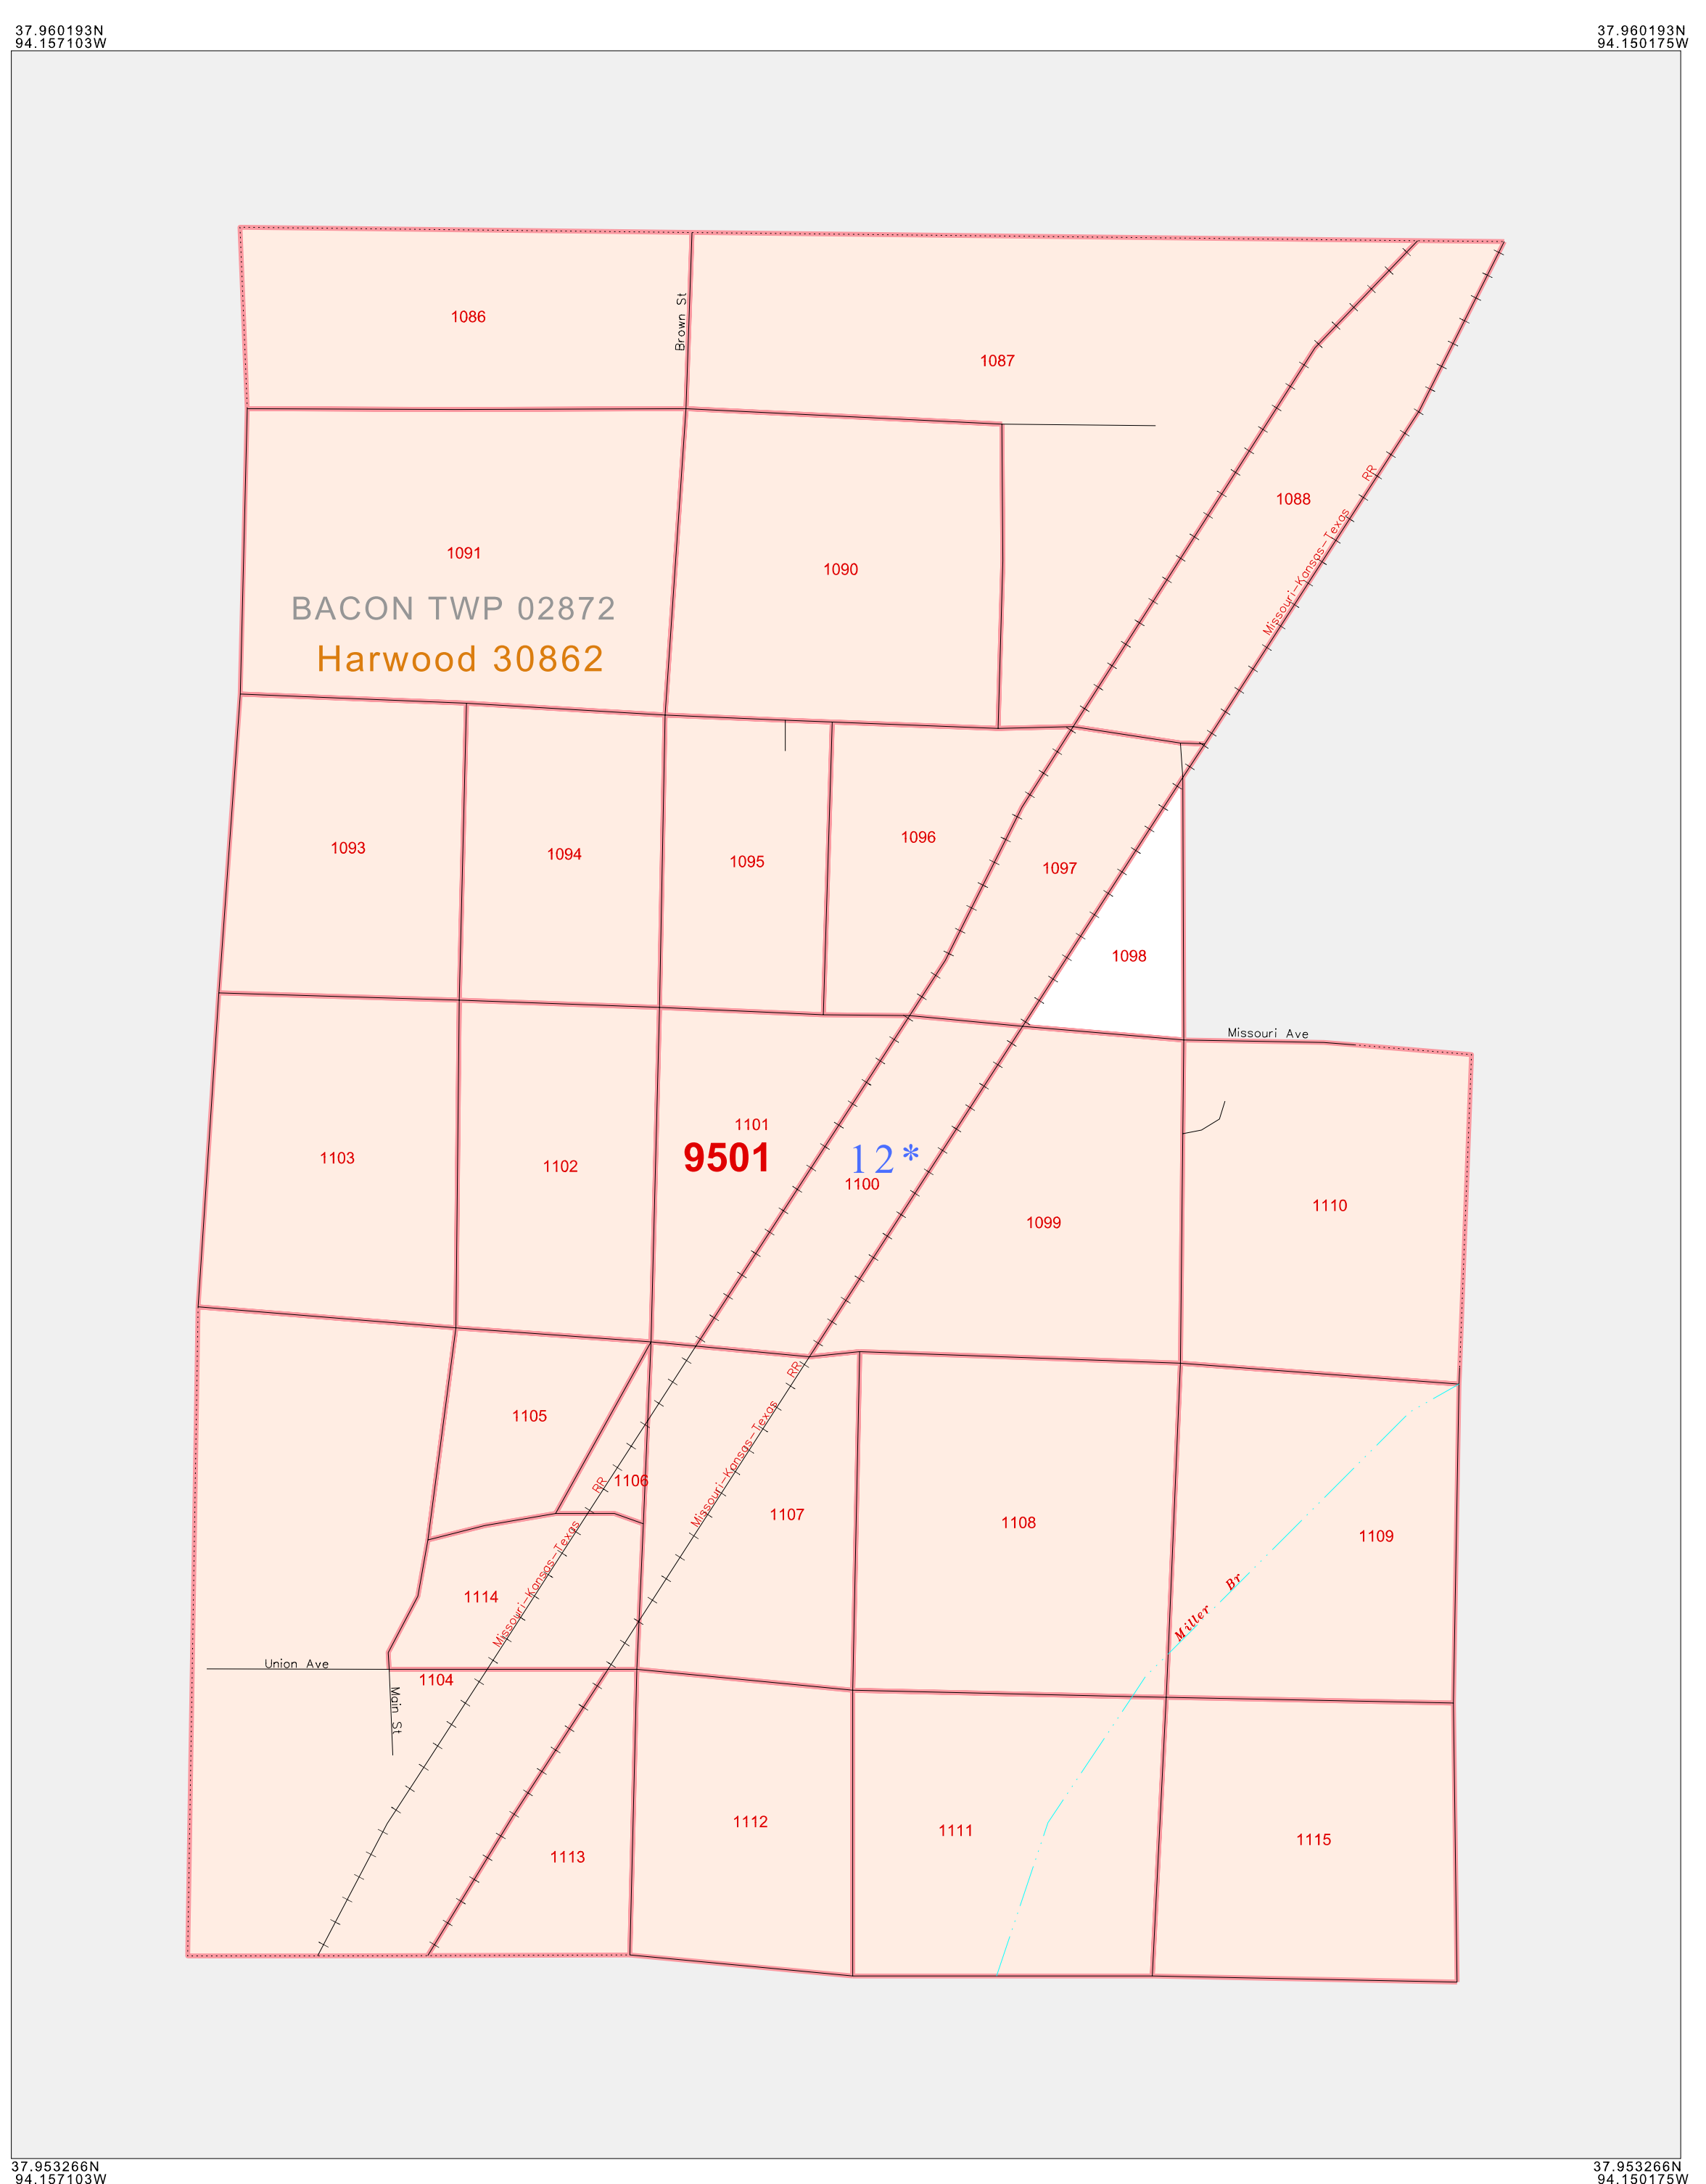 37.960193N
94.157103W
37.960193N
94.150175W
1086
Brown St
1087
1088
Missouri-Kansas-Texas RR
1091
1090
BACON TWP 02872
Harwood 30862
1093
1094
1095
1096
1097
1098
Missouri Ave
1103
1102
1101
9501
12*
1100
1099
1110
1105
1106
Missouri-Kansas-Texas RR
Missouri-Kansas-Texas RR
1107
1108
1109
Miller Br
1114
Union Ave
1104
Main St
1113
1112
1111
1115
37.953266N
94.157103W
37.953266N
94.150175W